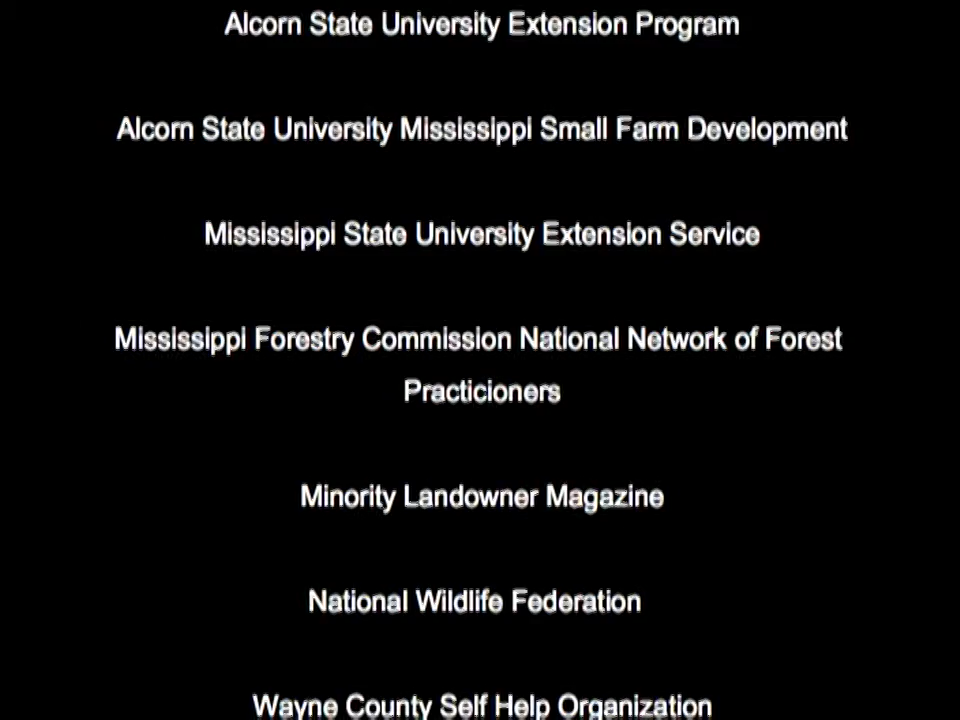 Alcorn State University Extension Program
Alcorn State University Mississippi Small Farm Development
Mississippi State University Extension Service
Mississippi Forestry Commission National Network of Forest
Practicioners
Minority Landowner Magazine
National Wildlife Federation
Wayne County Self Help Organization